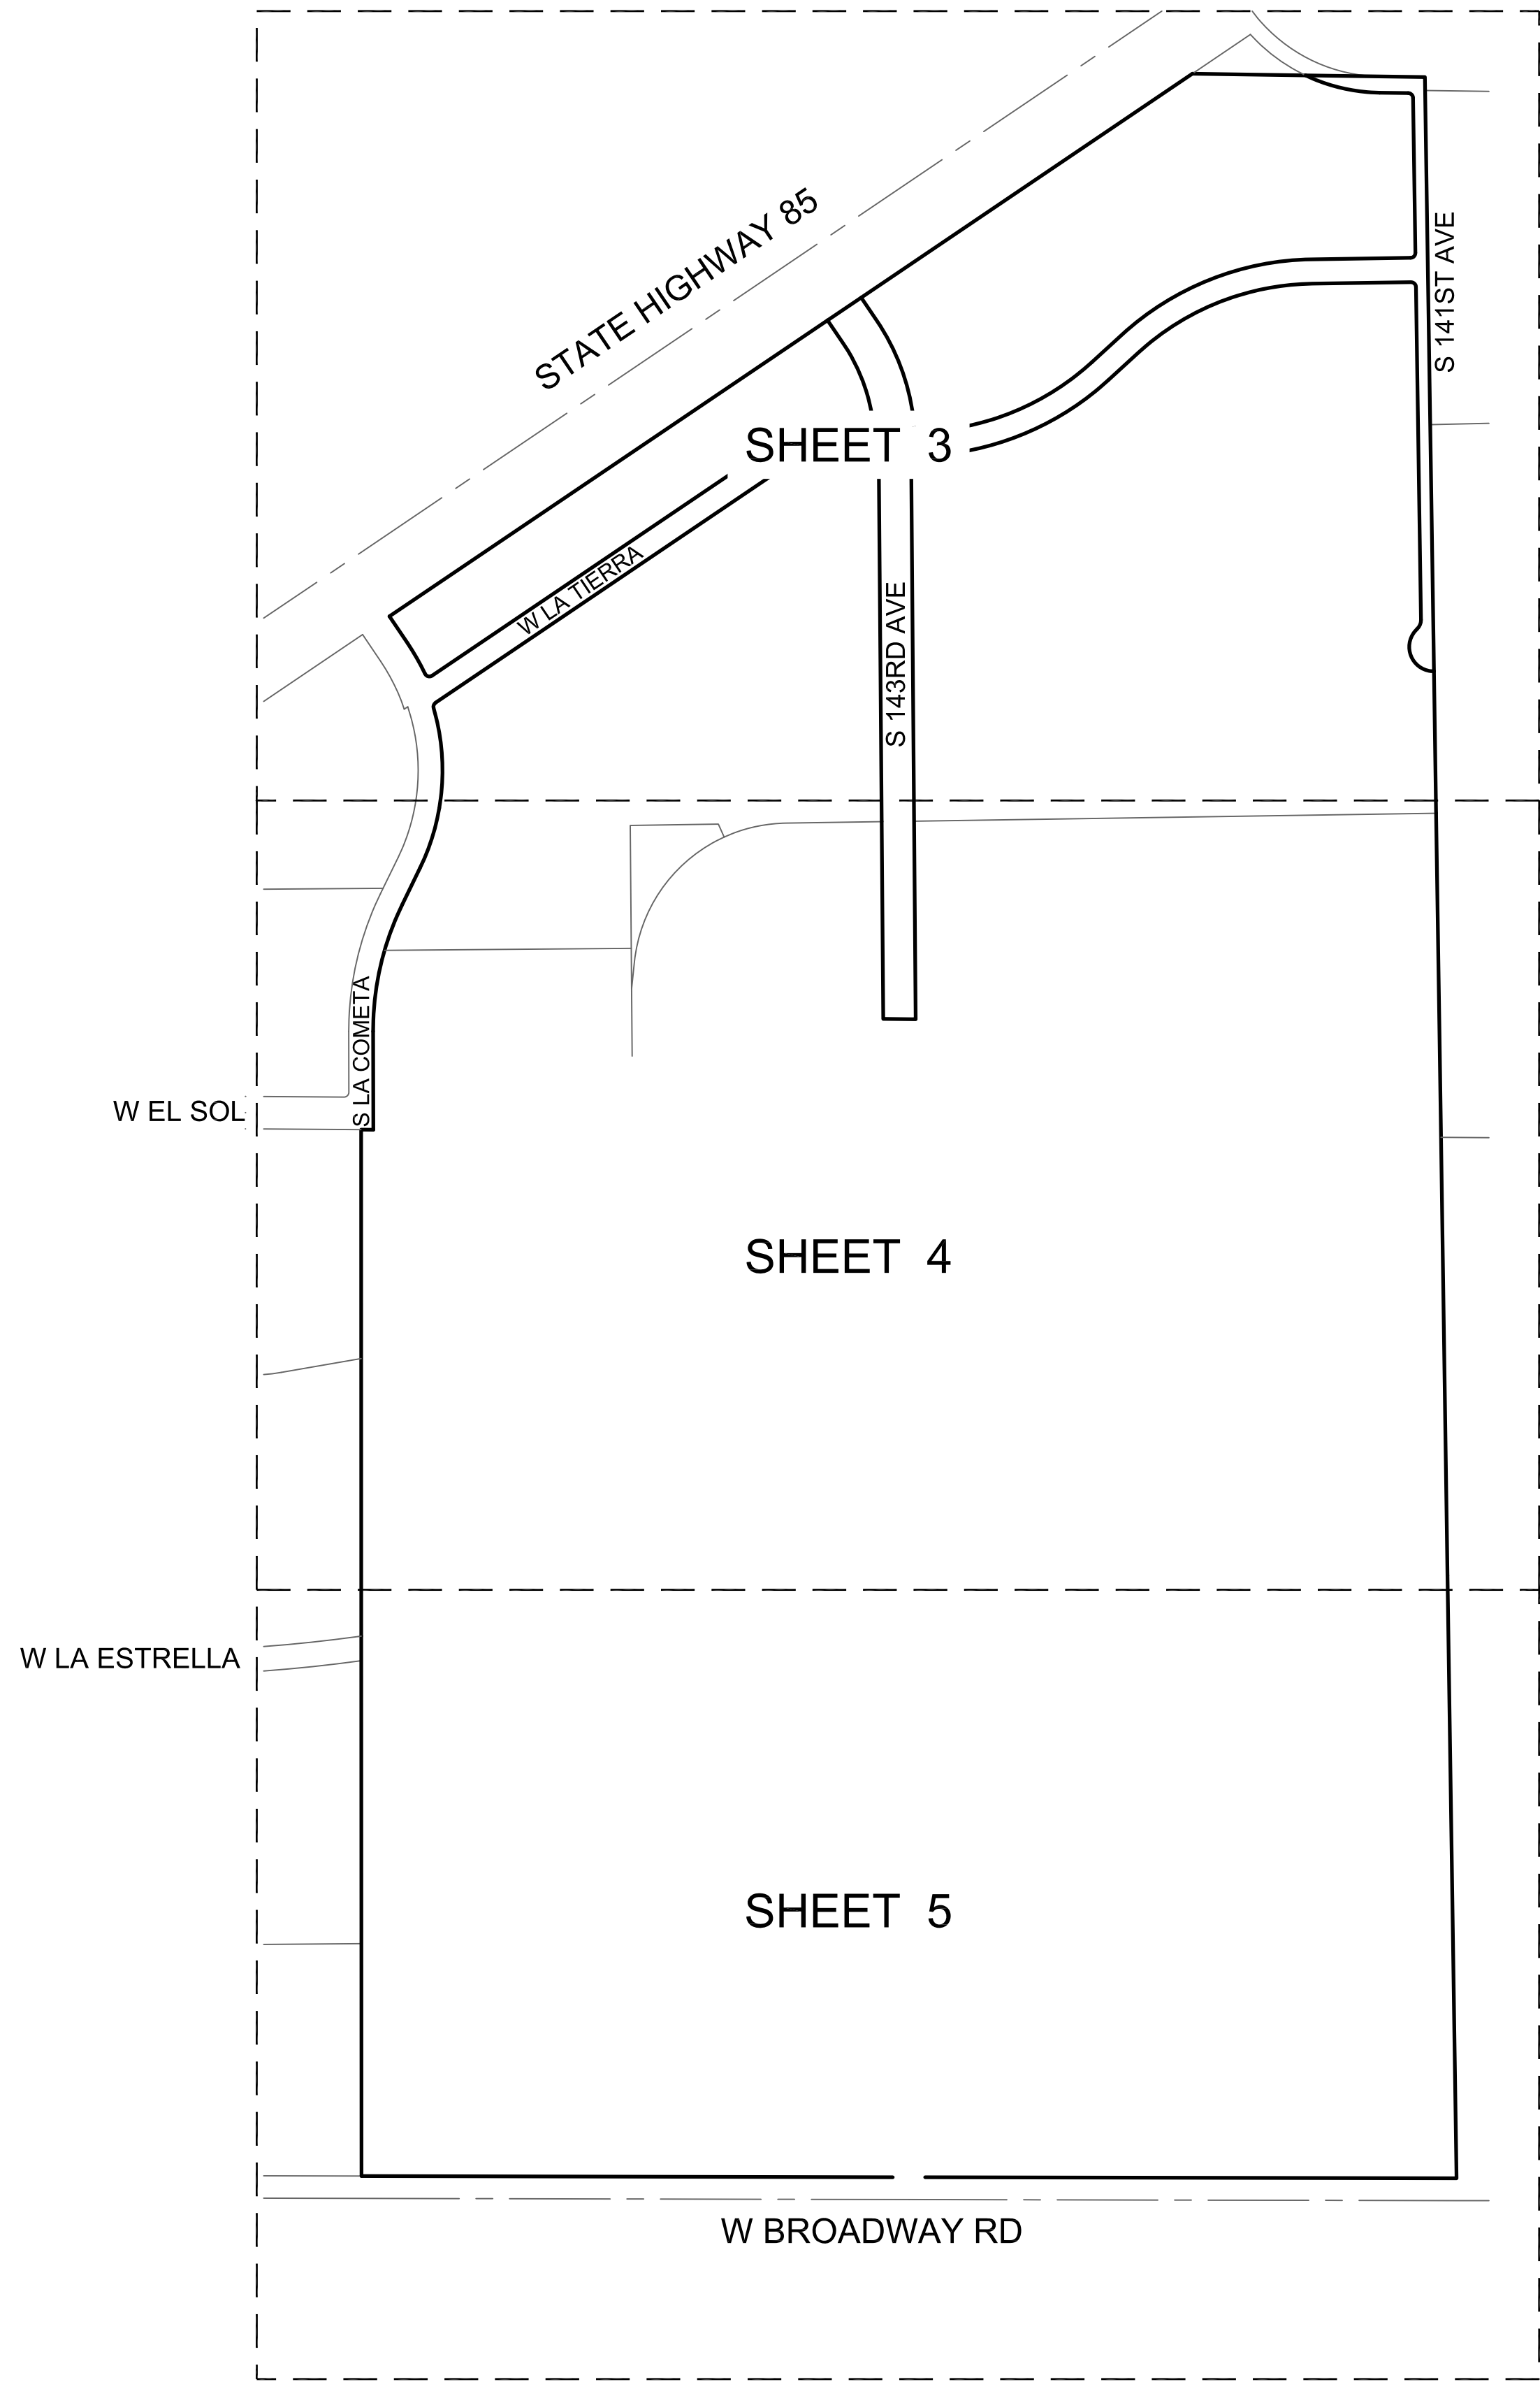 STATE HIGHWAY 85
S 141ST AVE
SHEET 3
W LA TIERRA
S 143RD AVE
S LA COMETA
W EL SOL
SHEET 4
W LA ESTRELLA
SHEET 5
W BROADWAY RD